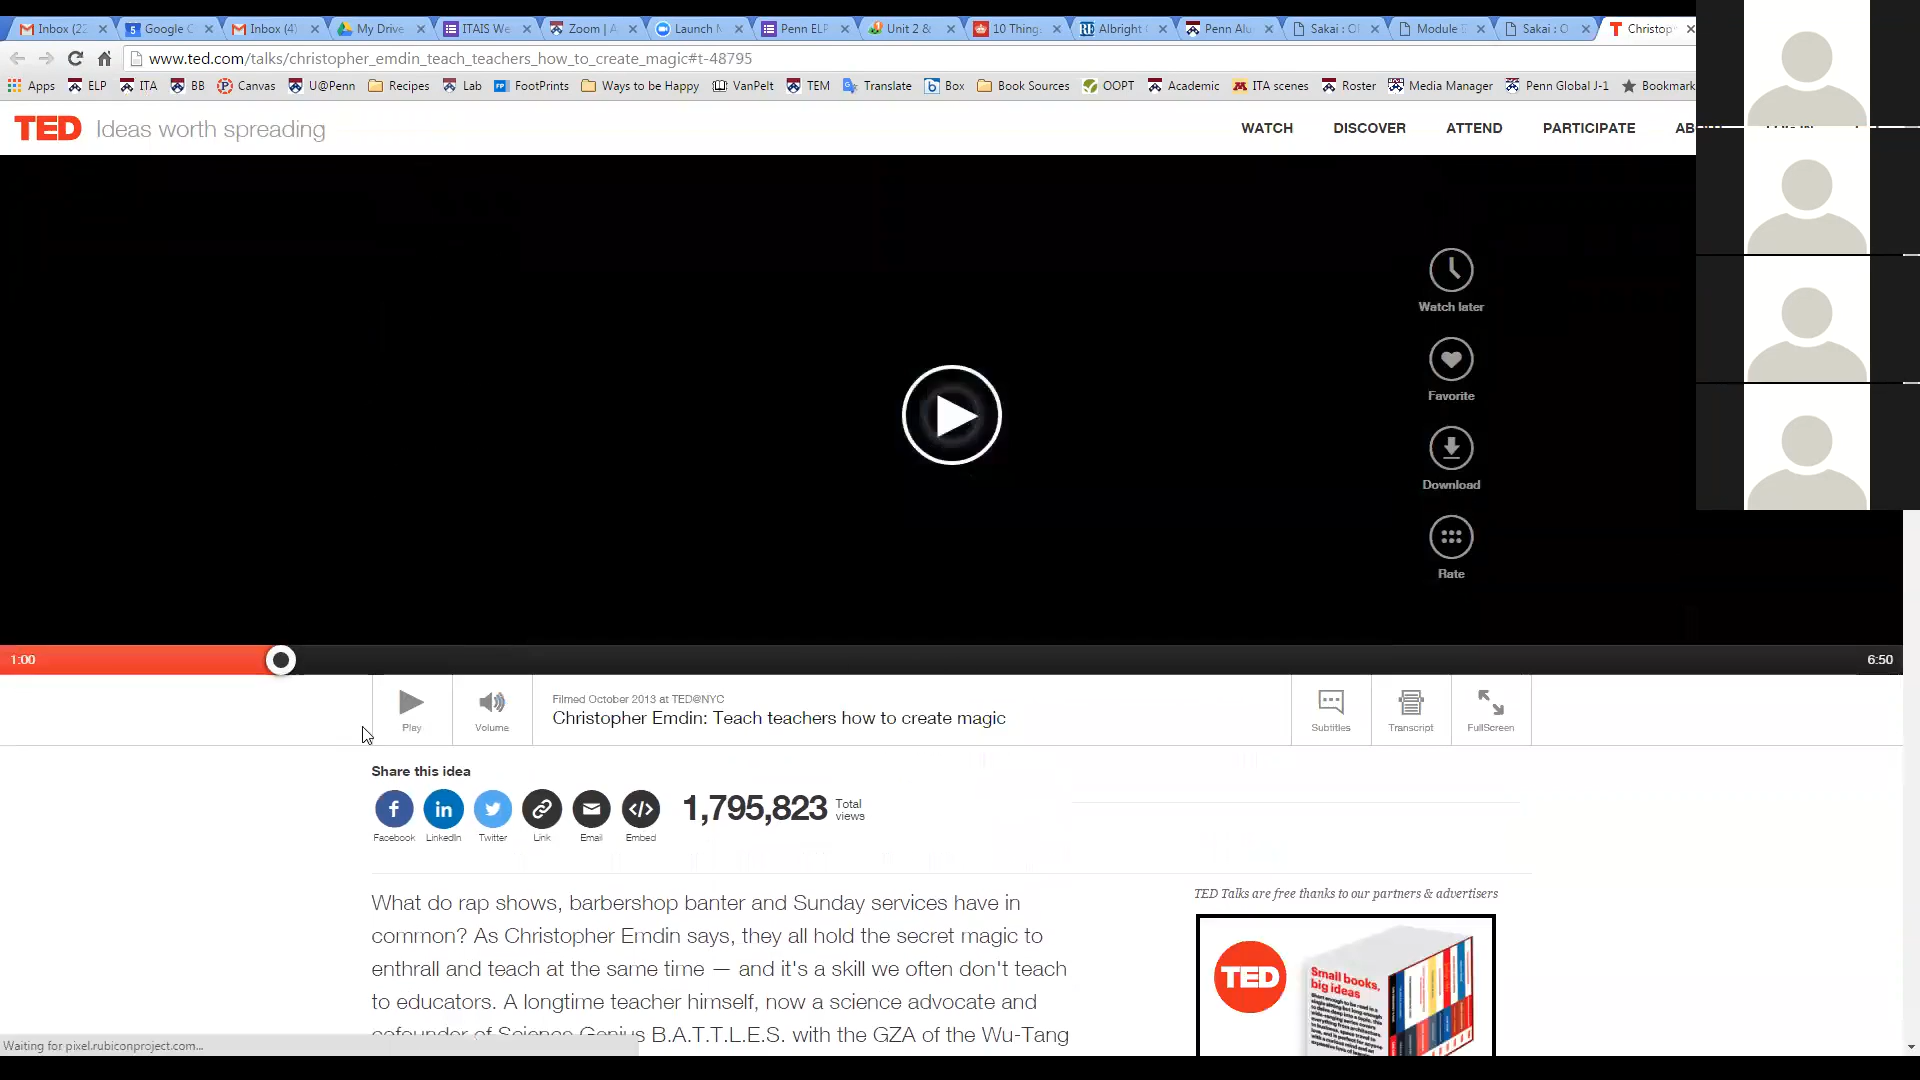 Inbox (22
Google C
Inbox (4)
My Drive
ITAIS We
Zoom | A
Launch
Penn ELP
Unit 2 &
10 Thing
Albright
Penn Alu
Sakai : O
Module
Sakai : O
Christop
www.ted.com/talks/christopher_emdin_teach_teachers_how_to_create_magic#t-48795
Apps ELP ITA BB Canvas U@Penn Recipes Lab FootPrints Ways to be Happy VanPelt TEM Translate Box Book Sources OOPT Academic ITA scenes Roster Media Manager Penn Global J-1 Bookmark
TED Ideas worth spreading
WATCH DISCOVER ATTEND PARTICIPATE
Watch later
Favorite
Download
Rate
1:00
6:50
Play
Volume
Filmed October 2013 at TED@NYC
Christopher Emdin: Teach teachers how to create magic
Subtitles
Transcript
FullScreen
Share this idea
Facebook LinkedIn Twitter Link Email Embed
1,795,823 Total views
What do rap shows, barbershop banter and Sunday services have in
common? As Christopher Emdin says, they all hold the secret magic to
enthrall and teach at the same time — and it's a skill we often don't teach
to educators. A longtime teacher himself, now a science advocate and
cofounder of Science Genius B.A.T.T.L.E.S. with the GZA of the Wu-Tang
TED Talks are free thanks to our partners & advertisers
TED
Small books,
big ideas
Waiting for pixel.rubiconproject.com...